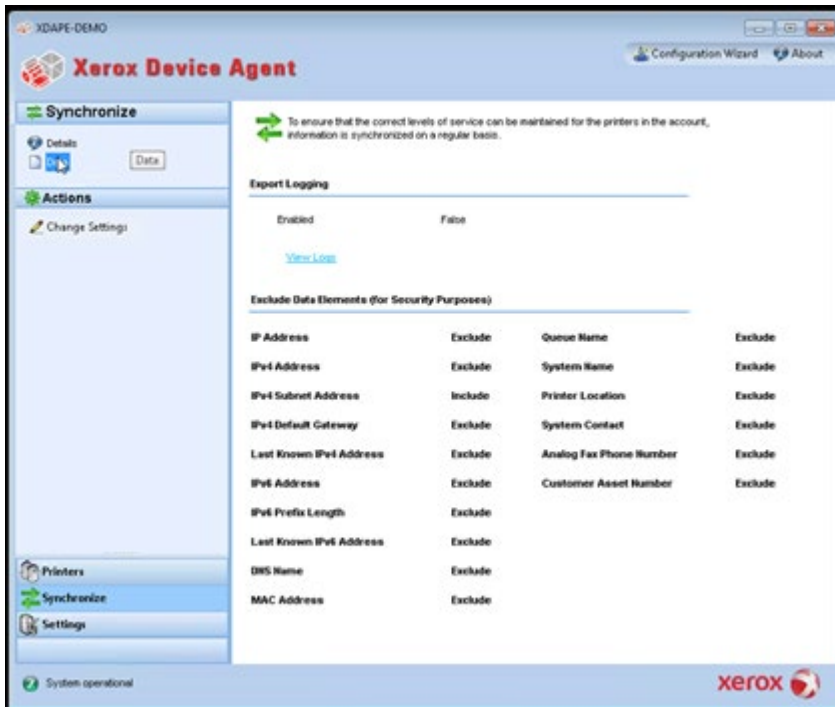 XDAPE-DEMO
Xerox Device Agent
Configuration Wizard
About
Synchronize
Details
Data
Actions
Change Settings
To ensure that the correct levels of service can be maintained for the printers in the account,
information is synchronized on a regular basis.
Export Logging
Enabled False
View Logs
Exclude Data Elements (for Security Purposes)
IP Address Exclude Queue Name Exclude
IPv4 Address Exclude System Name Exclude
IPv4 Subnet Address Include Printer Location Exclude
IPv4 Default Gateway Exclude System Contact Exclude
Last Known IPv4 Address Exclude Analog Fax Phone Number Exclude
IPv6 Address Exclude Customer Asset Number Exclude
IPv6 Prefix Length Exclude
Last Known IPv6 Address Exclude
DNS Name Exclude
MAC Address Exclude
Printers
Synchronize
Settings
System operational
xerox